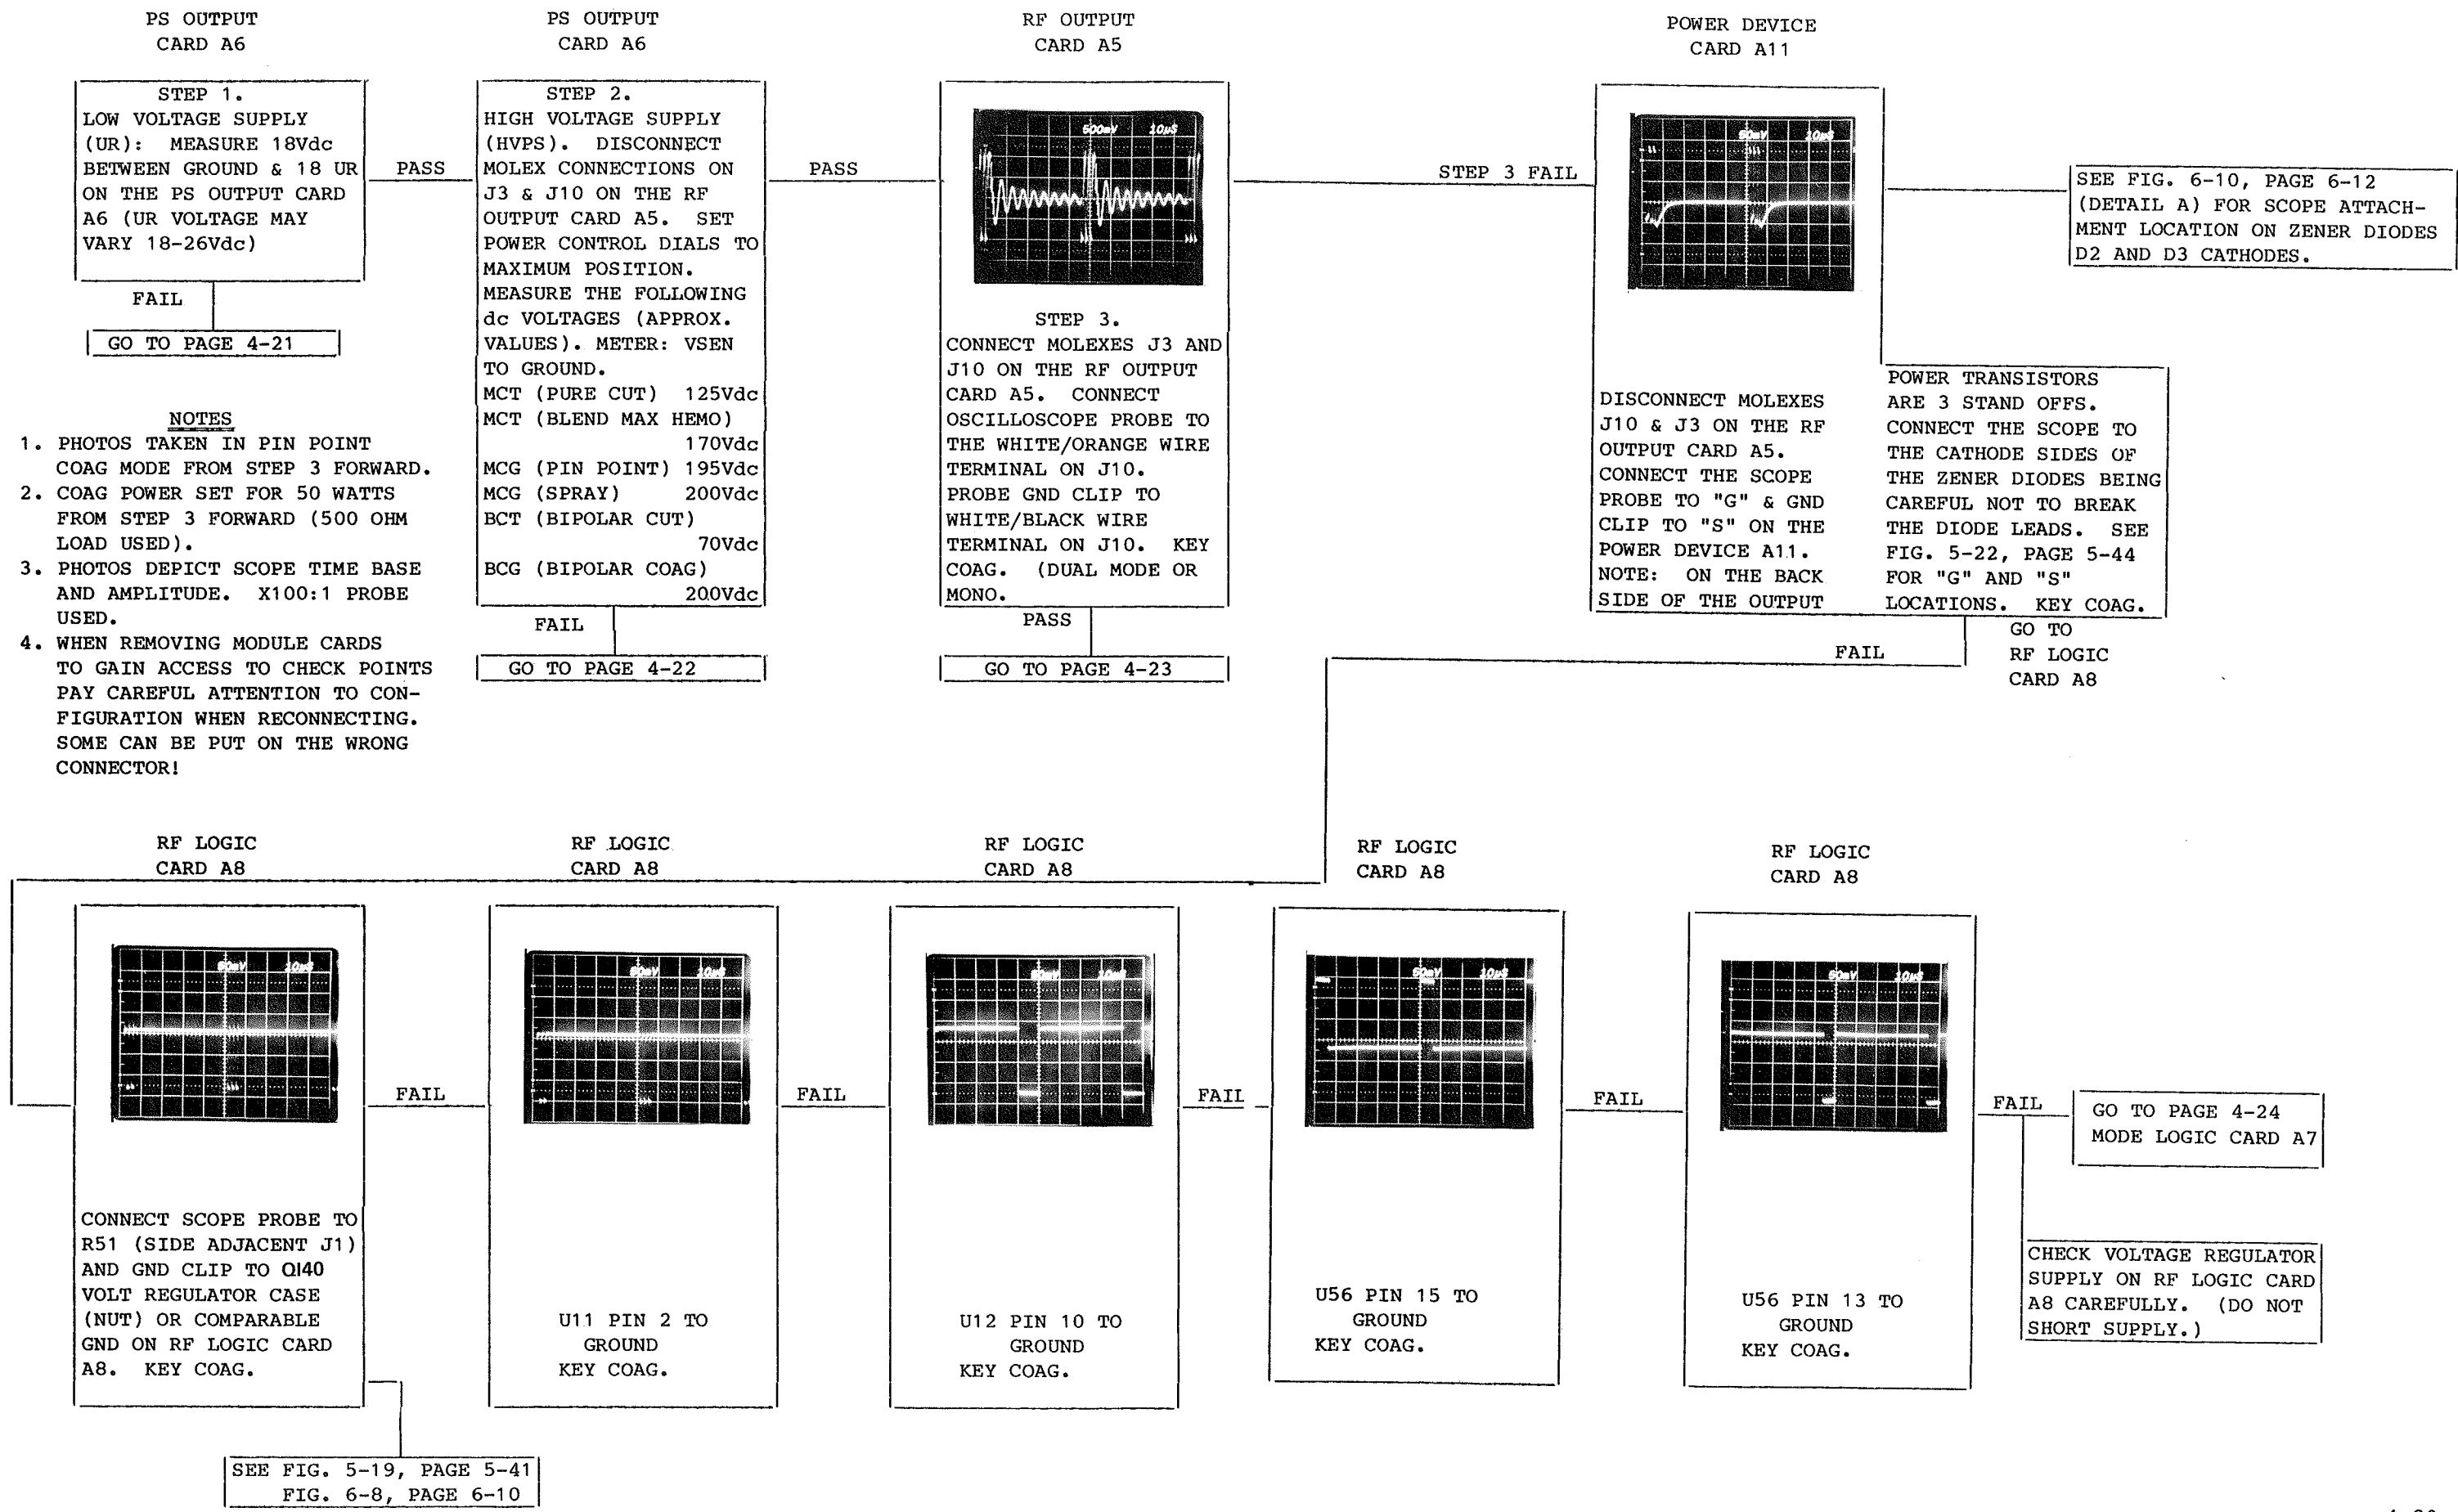 PS OUTPUT
CARD A6
STEP 1.
LOW VOLTAGE SUPPLY
(UR): MEASURE 18Vdc
BETWEEN GROUND & 18 UR
ON THE PS OUTPUT CARD
A6 (UR VOLTAGE MAY
VARY 18-26Vdc)
PASS
FAIL
GO TO PAGE 4-21
NOTES
1. PHOTOS TAKEN IN PIN POINT
COAG MODE FROM STEP 3 FORWARD.
2. COAG POWER SET FOR 50 WATTS
FROM STEP 3 FORWARD (500 OHM
LOAD USED).
3. PHOTOS DEPICT SCOPE TIME BASE
AND AMPLITUDE. X100:1 PROBE
USED.
4. WHEN REMOVING MODULE CARDS
TO GAIN ACCESS TO CHECK POINTS
PAY CAREFUL ATTENTION TO CON-
FIGURATION WHEN RECONNECTING.
SOME CAN BE PUT ON THE WRONG
CONNECTOR!
PS OUTPUT
CARD A6
STEP 2.
HIGH VOLTAGE SUPPLY
(HVPS). DISCONNECT
MOLEX CONNECTIONS ON
J3 & J10 ON THE RF
OUTPUT CARD A5. SET
POWER CONTROL DIALS TO
MAXIMUM POSITION.
MEASURE THE FOLLOWING
dc VOLTAGES (APPROX.
VALUES). METER: VSEN
TO GROUND.
MCT (PURE CUT) 125Vdc
MCT (BLEND MAX HEMO)
170Vdc
MCG (PIN POINT) 195Vdc
MCG (SPRAY) 200Vdc
BCT (BIPOLAR CUT)
70Vdc
BCG (BIPOLAR COAG)
200Vdc
PASS
FAIL
GO TO PAGE 4-22
RF OUTPUT
CARD A5
500mV 10µS
STEP 3.
CONNECT MOLEXES J3 AND
J10 ON THE RF OUTPUT
CARD A5. CONNECT
OSCILLOSCOPE PROBE TO
THE WHITE/ORANGE WIRE
TERMINAL ON J10.
PROBE GND CLIP TO
WHITE/BLACK WIRE
TERMINAL ON J10. KEY
COAG. (DUAL MODE OR
MONO.
PASS
GO TO PAGE 4-23
STEP 3 FAIL
POWER DEVICE
CARD A11
50mV 10µS
DISCONNECT MOLEXES
J10 & J3 ON THE RF
OUTPUT CARD A5.
CONNECT THE SCOPE
PROBE TO "G" & GND
CLIP TO "S" ON THE
POWER DEVICE A11.
NOTE: ON THE BACK
SIDE OF THE OUTPUT
POWER TRANSISTORS
ARE 3 STAND OFFS.
CONNECT THE SCOPE TO
THE CATHODE SIDES OF
THE ZENER DIODES BEING
CAREFUL NOT TO BREAK
THE DIODE LEADS. SEE
FIG. 5-22, PAGE 5-44
FOR "G" AND "S"
LOCATIONS. KEY COAG.
SEE FIG. 6-10, PAGE 6-12
(DETAIL A) FOR SCOPE ATTACH-
MENT LOCATION ON ZENER DIODES
D2 AND D3 CATHODES.
FAIL
GO TO
RF LOGIC
CARD A8
RF LOGIC
CARD A8
50mV 10µS
CONNECT SCOPE PROBE TO
R51 (SIDE ADJACENT J1)
AND GND CLIP TO QI40
VOLT REGULATOR CASE
(NUT) OR COMPARABLE
GND ON RF LOGIC CARD
A8. KEY COAG.
SEE FIG. 5-19, PAGE 5-41
FIG. 6-8, PAGE 6-10
FAIL
RF LOGIC
CARD A8
50mV 10µS
U11 PIN 2 TO
GROUND
KEY COAG.
FAIL
RF LOGIC
CARD A8
50mV 10µS
U12 PIN 10 TO
GROUND
KEY COAG.
FAIL
RF LOGIC
CARD A8
50mV 10µS
U56 PIN 15 TO
GROUND
KEY COAG.
FAIL
RF LOGIC
CARD A8
50mV 10µS
U56 PIN 13 TO
GROUND
KEY COAG.
FAIL
GO TO PAGE 4-24
MODE LOGIC CARD A7
CHECK VOLTAGE REGULATOR
SUPPLY ON RF LOGIC CARD
A8 CAREFULLY. (DO NOT
SHORT SUPPLY.)